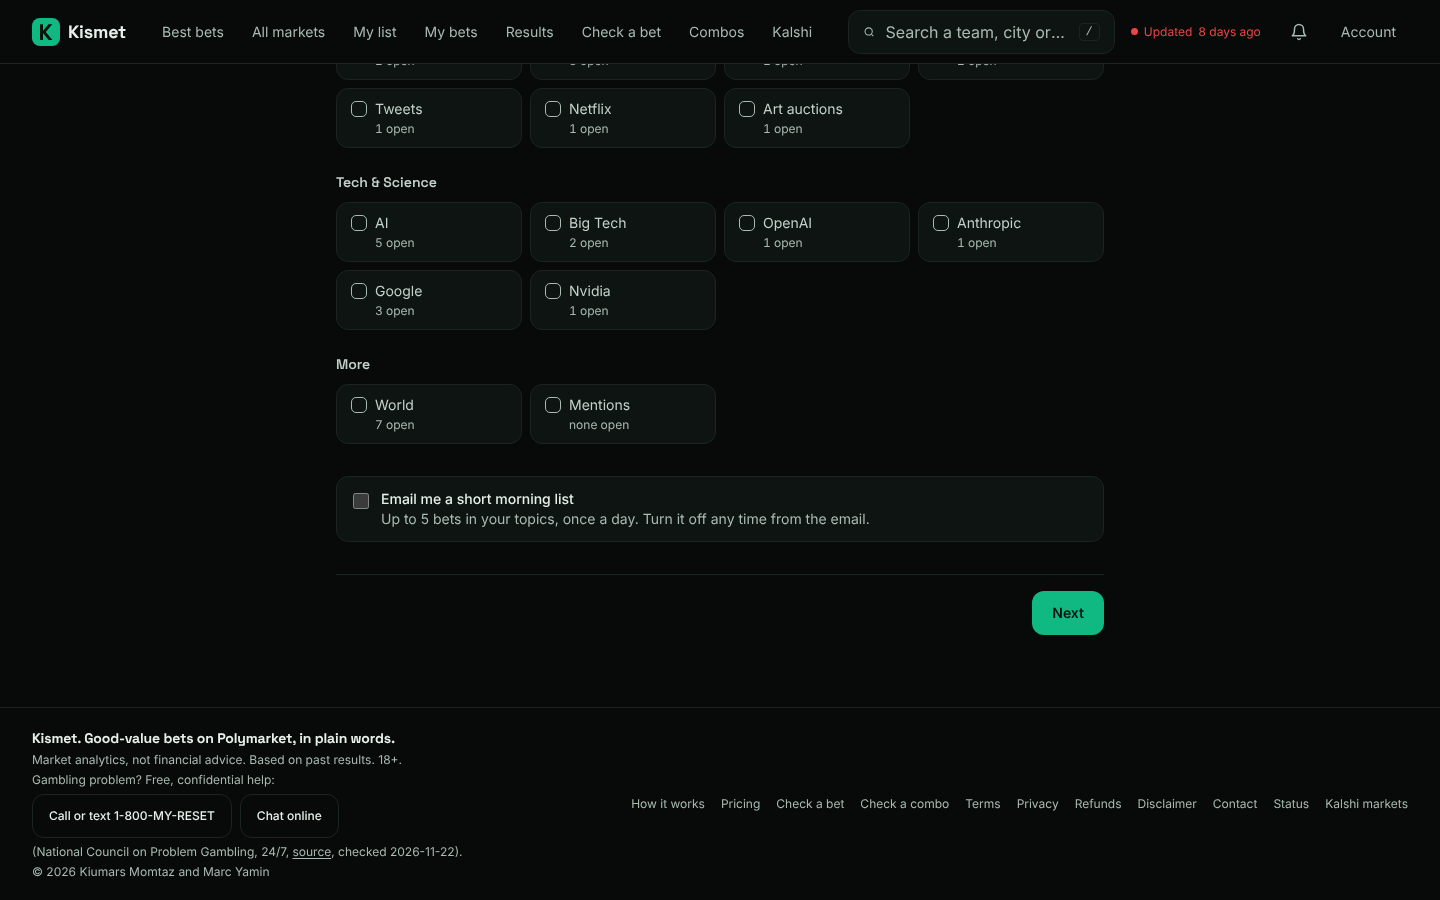 Kismet
Best bets
All markets
My list
My bets
Results
Check a bet
Combos
Kalshi
Search a team, city or...
/
Updated 8 days ago
Account
Tweets
1 open
Netflix
1 open
Art auctions
1 open
Tech & Science
AI
5 open
Big Tech
2 open
OpenAI
1 open
Anthropic
1 open
Google
3 open
Nvidia
1 open
More
World
7 open
Mentions
none open
Email me a short morning list
Up to 5 bets in your topics, once a day. Turn it off any time from the email.
Next
Kismet. Good-value bets on Polymarket, in plain words.
Market analytics, not financial advice. Based on past results. 18+.
Gambling problem? Free, confidential help:
Call or text 1-800-MY-RESET
Chat online
(National Council on Problem Gambling, 24/7, source, checked 2026-11-22).
© 2026 Kiumars Momtaz and Marc Yamin
How it works
Pricing
Check a bet
Check a combo
Terms
Privacy
Refunds
Disclaimer
Contact
Status
Kalshi markets